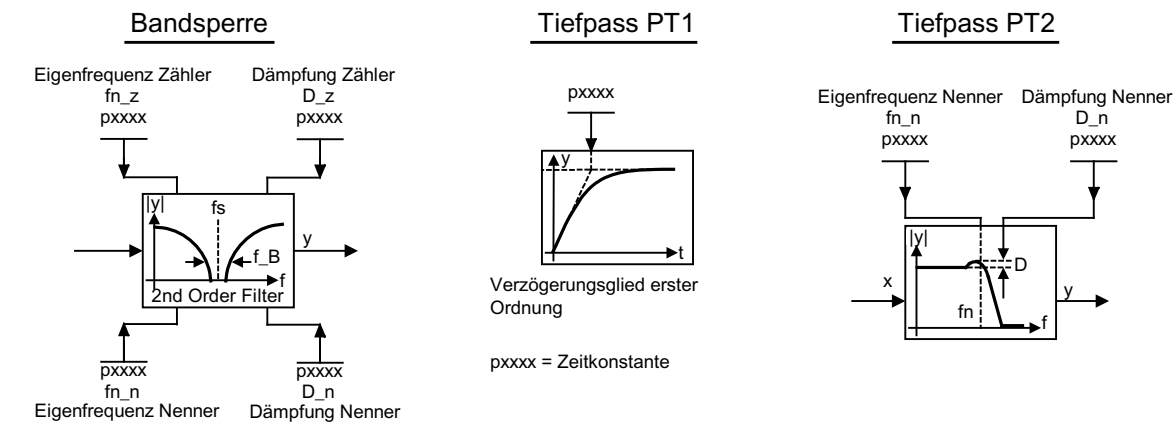 Bandsperre
Eigenfrequenz Zähler
fn_z
pxxxx
Dämpfung Zähler
D_z
pxxxx
|y|
fs
f_B
f
2nd Order Filter
y
pxxxx
fn_n
Eigenfrequenz Nenner
pxxxx
D_n
Dämpfung Nenner
Tiefpass PT1
pxxxx
y
t
Verzögerungsglied erster
Ordnung
pxxxx = Zeitkonstante
Tiefpass PT2
Eigenfrequenz Nenner
fn_n
pxxxx
Dämpfung Nenner
D_n
pxxxx
|y|
D
x
fn
f
y